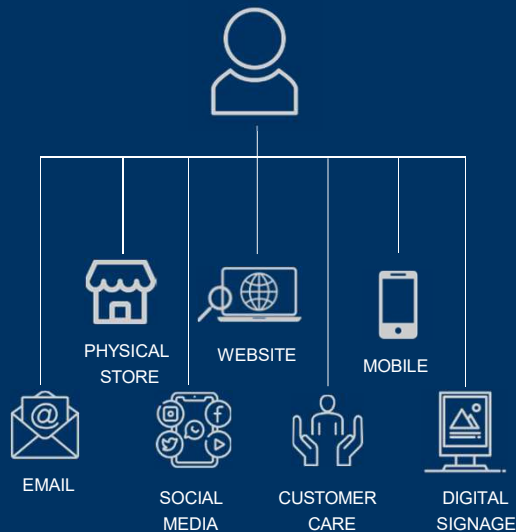 PHYSICAL
STORE
WEBSITE
MOBILE
@
EMAIL
SOCIAL
MEDIA
CUSTOMER
CARE
DIGITAL
SIGNAGE